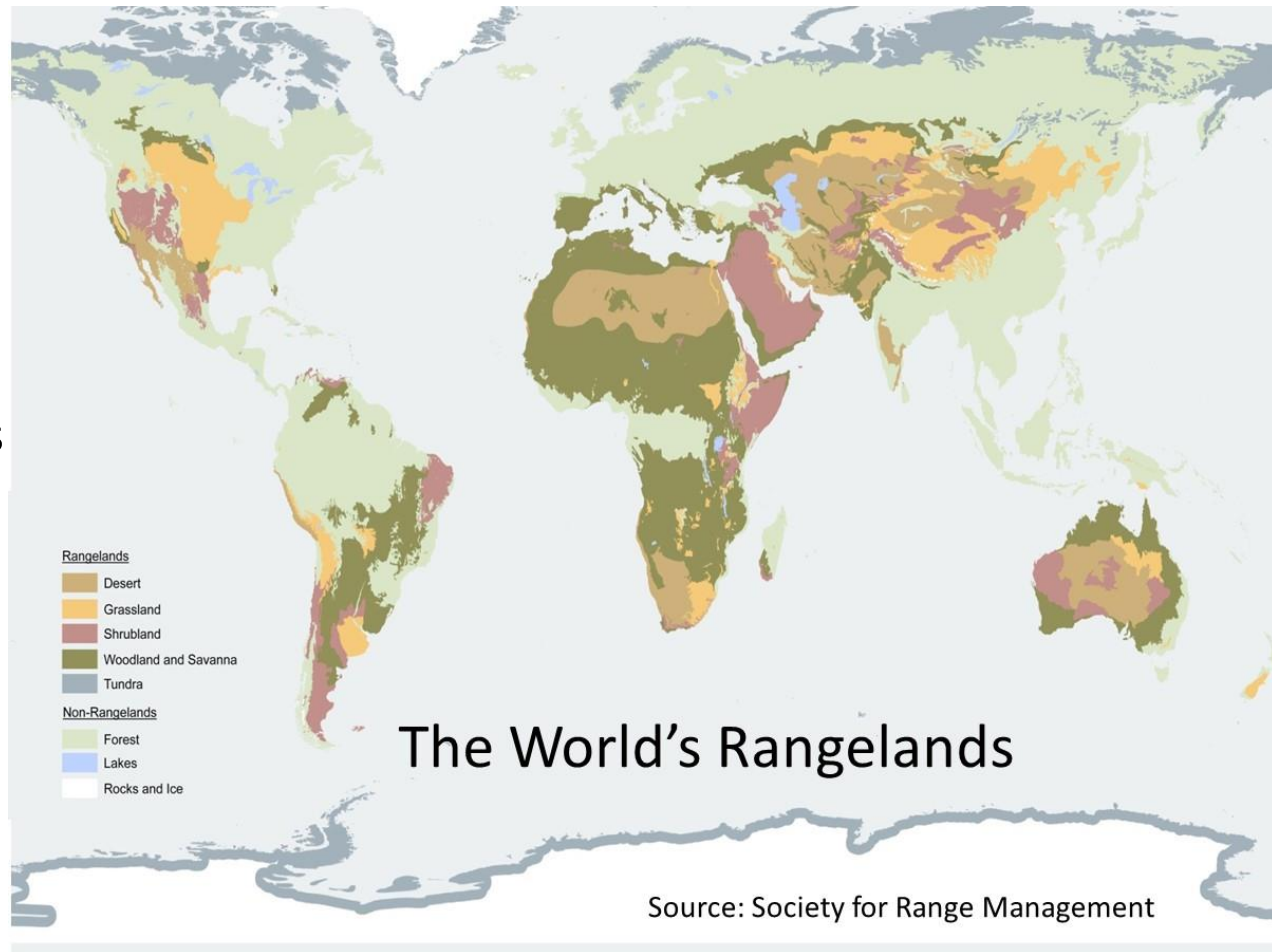 s
Rangelands
Desert
Grassland
Shrubland
Woodland and Savanna
Tundra
Non-Rangelands
Forest
Lakes
Rocks and Ice
The World’s Rangelands
Source: Society for Range Management